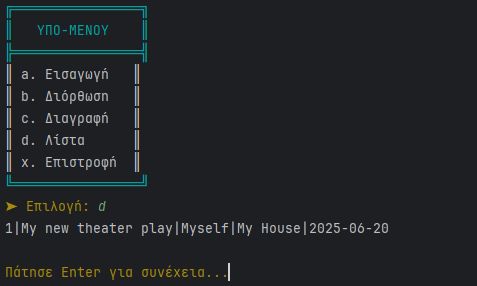 ΥΠΟ-ΜΕΝΟΥ
a. Εισαγωγή
b. Διόρθωση
c. Διαγραφή
d. Λίστα
x. Επιστροφή
➤ Επιλογή: d
1|My new theater play|Myself|My House|2025-06-20
Πάτησε Enter για συνέχεια...